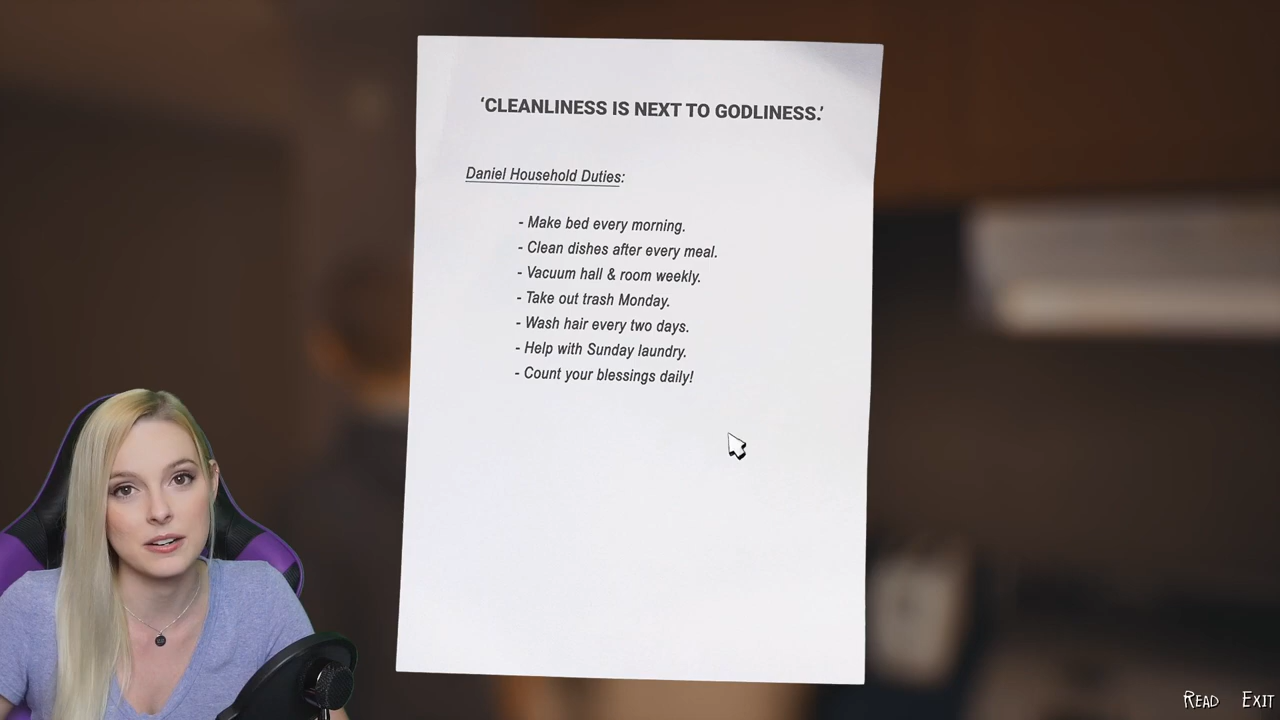 ‘CLEANLINESS IS NEXT TO GODLINESS.’
Daniel Household Duties:
- Make bed every morning.
- Clean dishes after every meal.
- Vacuum hall & room weekly.
- Take out trash Monday.
- Wash hair every two days.
- Help with Sunday laundry.
- Count your blessings daily!
READ EXIT